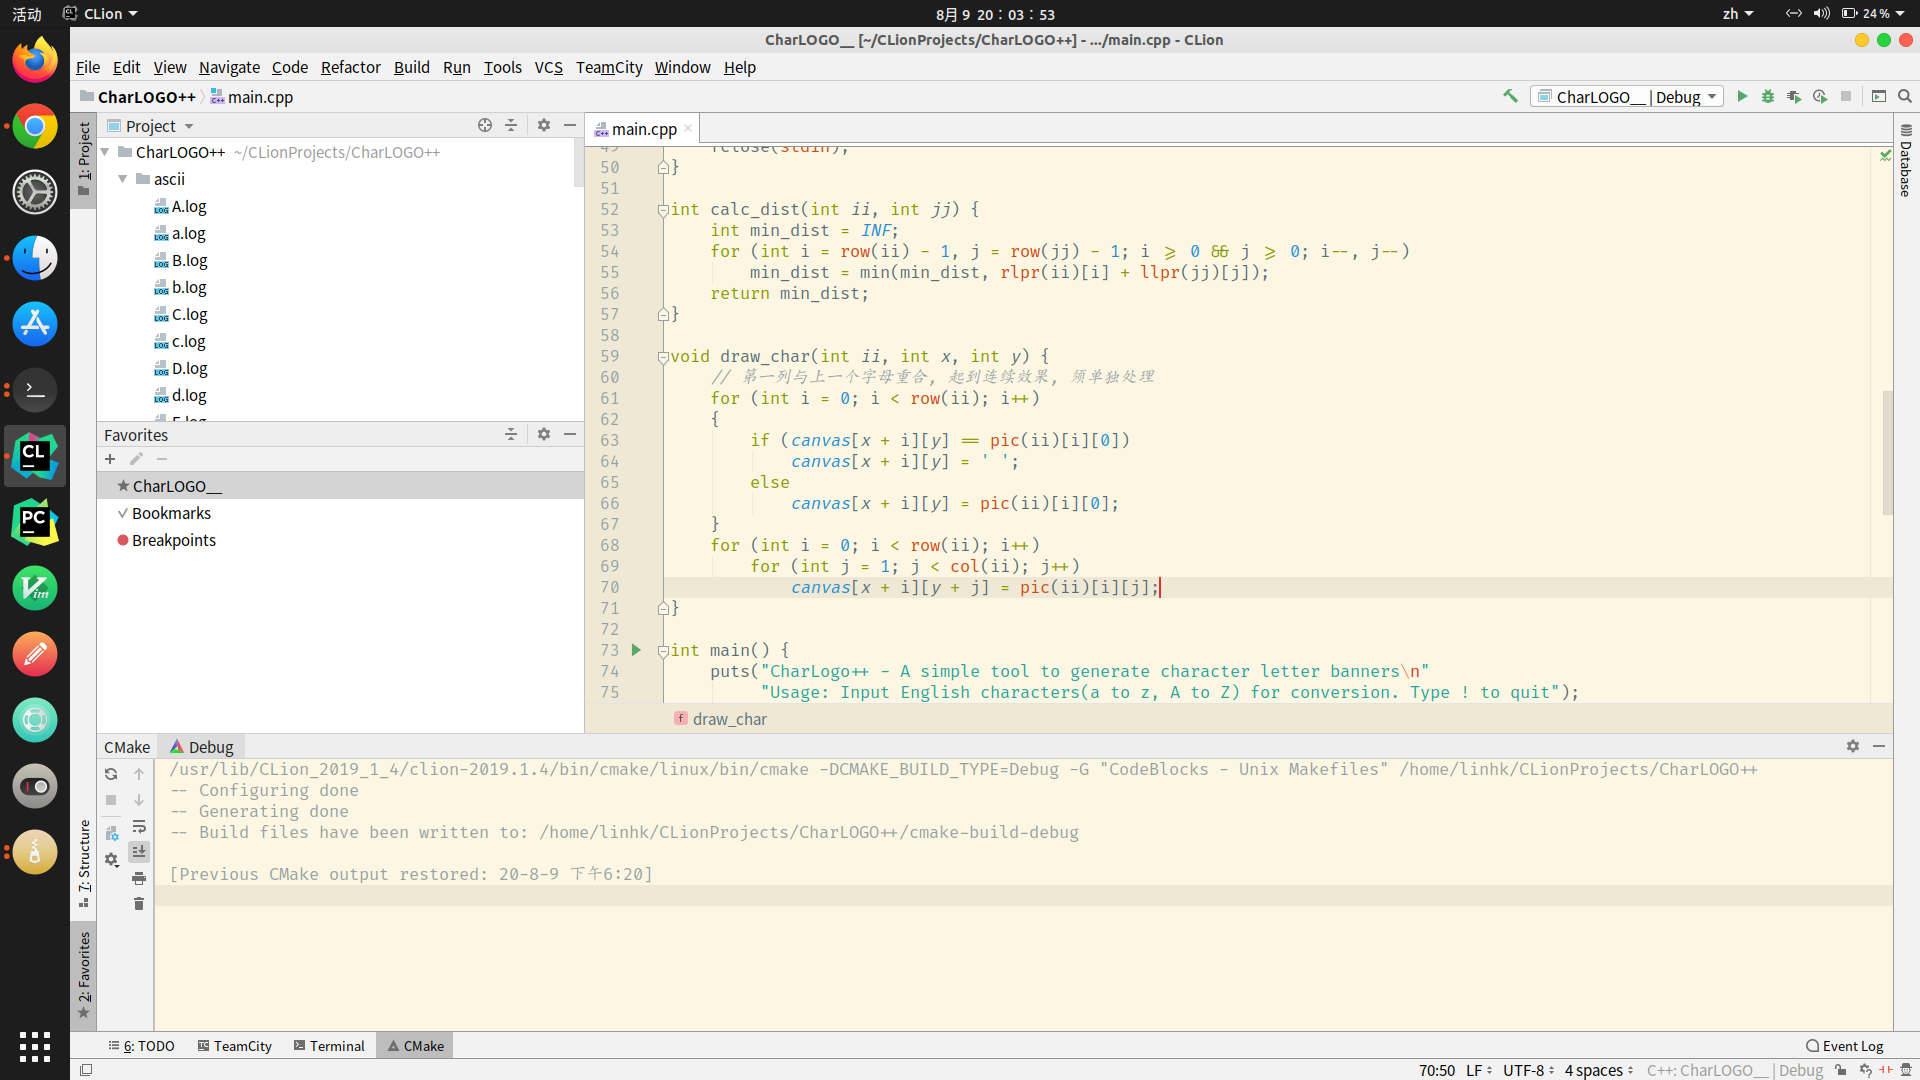 活动 CLion 8月 9 20：03：53 zh 24 %
CharLOGO__ [~/CLionProjects/CharLOGO++] - .../main.cpp - CLion
File Edit View Navigate Code Refactor Build Run Tools VCS TeamCity Window Help
CharLOGO++ main.cpp CharLOGO__ | Debug
1: Project
Project
CharLOGO++ ~/CLionProjects/CharLOGO++
ascii
A.log
a.log
B.log
b.log
C.log
c.log
D.log
d.log
Favorites
CharLOGO__
Bookmarks
Breakpoints
main.cpp
49 fclose(stdin);
50 }
51
52 int calc_dist(int ii, int jj) {
53 int min_dist = INF;
54 for (int i = row(ii) - 1, j = row(jj) - 1; i >= 0 && j >= 0; i--, j--)
55 min_dist = min(min_dist, rlpr(ii)[i] + llpr(jj)[j]);
56 return min_dist;
57 }
58
59 void draw_char(int ii, int x, int y) {
60 // 第一列与上一个字母重合, 起到连续效果, 须单独处理
61 for (int i = 0; i < row(ii); i++)
62 {
63 if (canvas[x + i][y] == pic(ii)[i][0])
64 canvas[x + i][y] = ' ';
65 else
66 canvas[x + i][y] = pic(ii)[i][0];
67 }
68 for (int i = 0; i < row(ii); i++)
69 for (int j = 1; j < col(ii); j++)
70 canvas[x + i][y + j] = pic(ii)[i][j];
71 }
72
73 int main() {
74 puts("CharLogo++ - A simple tool to generate character letter banners\n"
75 "Usage: Input English characters(a to z, A to Z) for conversion. Type ! to quit");
draw_char
Database
CMake Debug
/usr/lib/CLion_2019_1_4/clion-2019.1.4/bin/cmake/linux/bin/cmake -DCMAKE_BUILD_TYPE=Debug -G "CodeBlocks - Unix Makefiles" /home/linhk/CLionProjects/CharLOGO++
-- Configuring done
-- Generating done
-- Build files have been written to: /home/linhk/CLionProjects/CharLOGO++/cmake-build-debug
[Previous CMake output restored: 20-8-9 下午6:20]
7: Structure
2: Favorites
6: TODO TeamCity Terminal CMake Event Log
70:50 LF UTF-8 4 spaces C++: CharLOGO__ | Debug